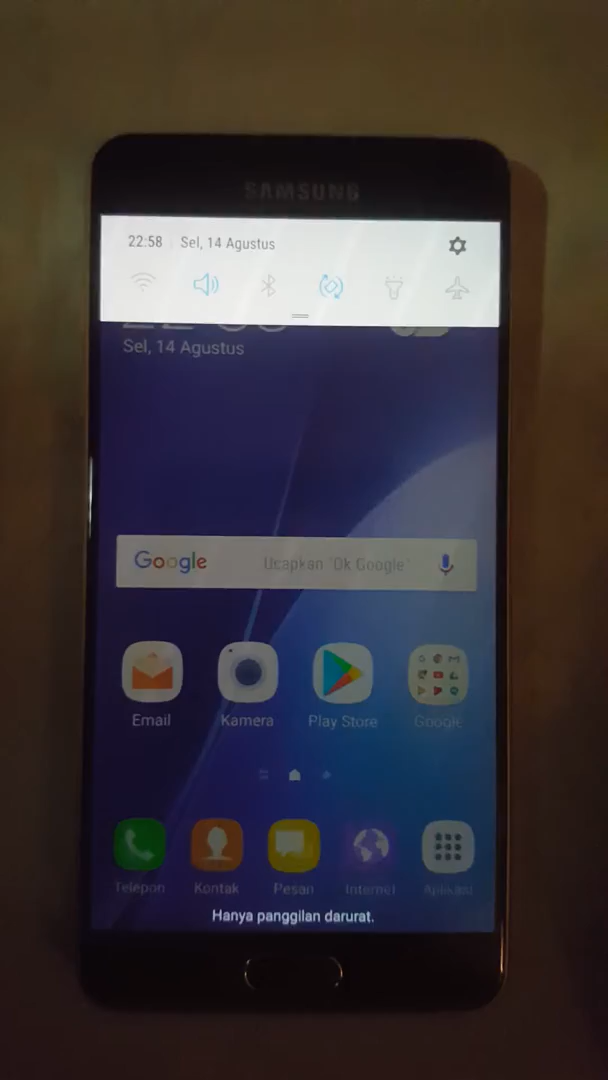 SAMSUNG
22:58 Sel, 14 Agustus
Sel, 14 Agustus
Google Ucapkan "Ok Google"
Email Kamera Play Store Google
Telepon Kontak Pesan Internet Aplikasi
Hanya panggilan darurat.